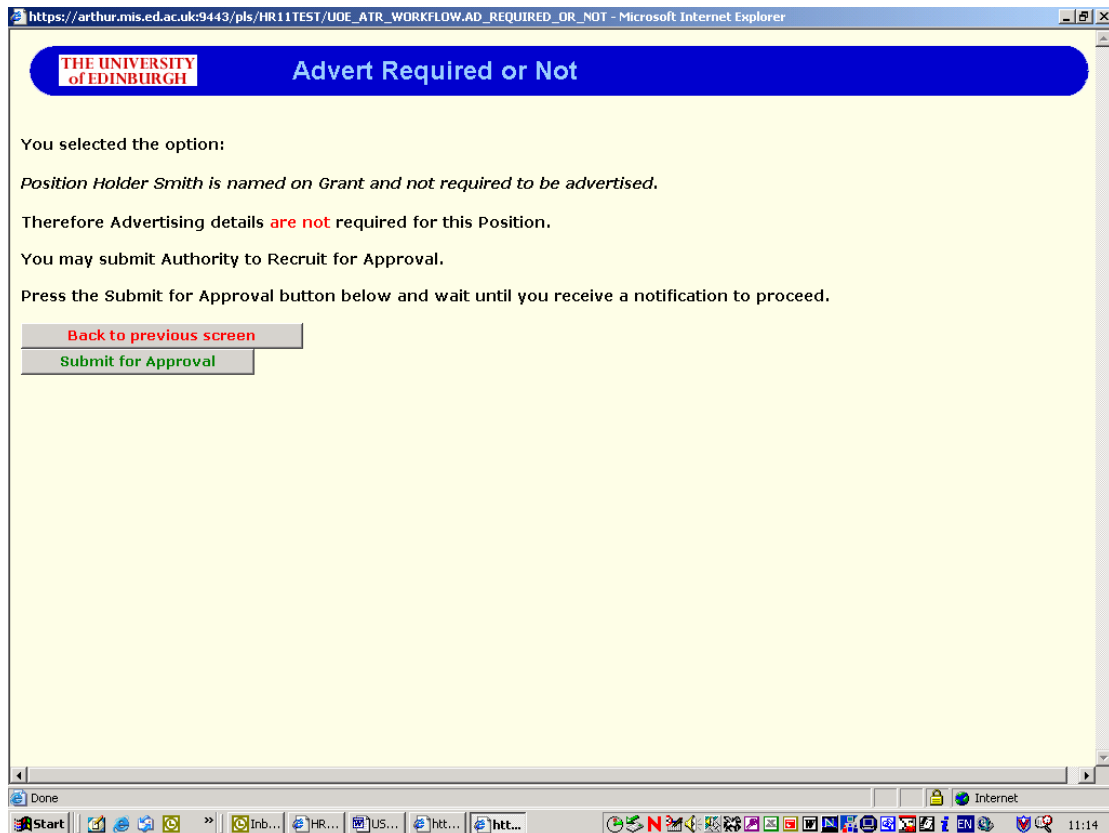 https://arthur.mis.ed.ac.uk:9443/pls/HR11TEST/UOE_ATR_WORKFLOW.AD_REQUIRED_OR_NOT - Microsoft Internet Explorer
THE UNIVERSITY
of EDINBURGH
Advert Required or Not
You selected the option:
Position Holder Smith is named on Grant and not required to be advertised.
Therefore Advertising details are not required for this Position.
You may submit Authority to Recruit for Approval.
Press the Submit for Approval button below and wait until you receive a notification to proceed.
Back to previous screen
Submit for Approval
Done
Internet
Start
»
Inb...
HR...
US...
htt...
htt...
N
EN
11:14